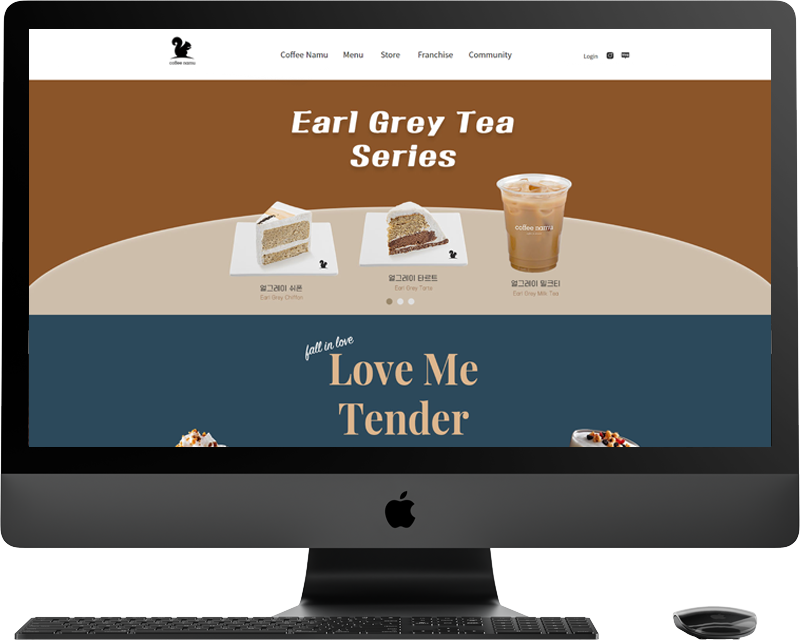 coffee namu
Coffee Namu Menu Store Franchise Community Login
Earl Grey Tea
Series
coffee namu
얼그레이 쉬폰
Earl Grey Chiffon
얼그레이 타르트
Earl Grey Tarte
얼그레이 밀크티
Earl Grey Milk Tea
fall in love
Love Me
Tender